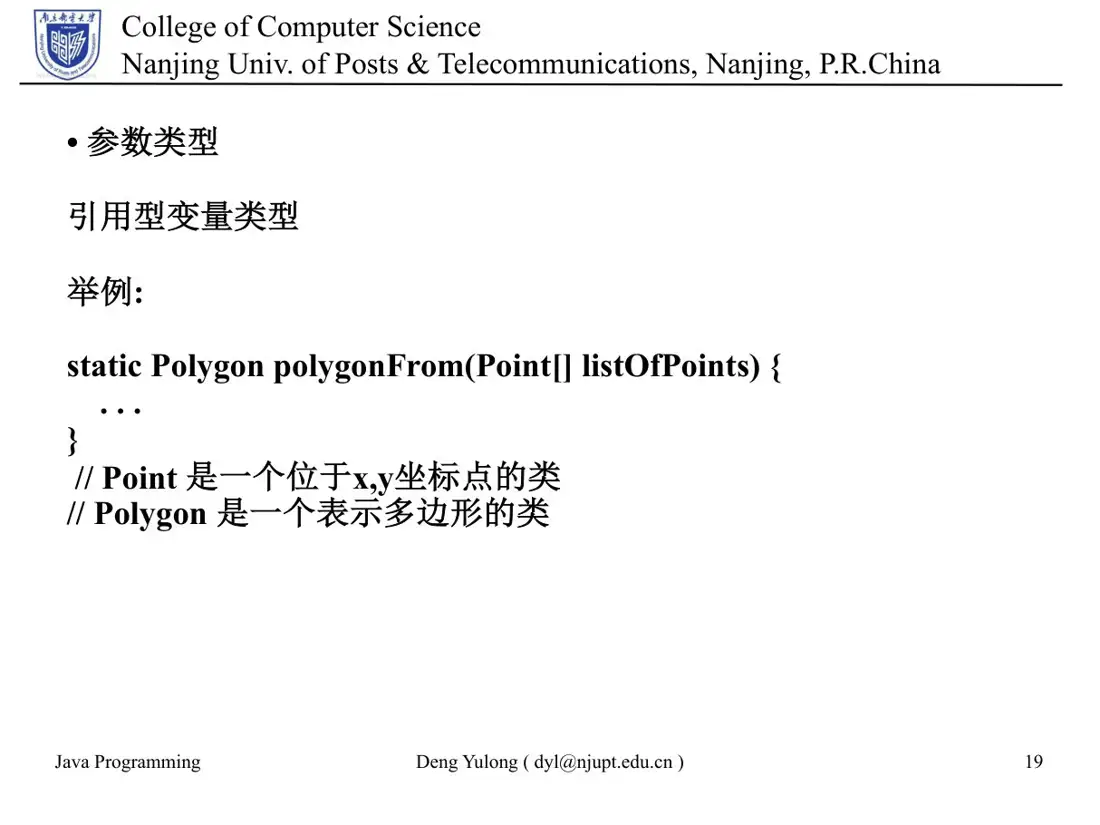 College of Computer Science
Nanjing Univ. of Posts & Telecommunications, Nanjing, P.R.China
• 参数类型
引用型变量类型
举例:
static Polygon polygonFrom(Point[] listOfPoints) {
. . .
}
// Point 是一个位于x,y坐标点的类
// Polygon 是一个表示多边形的类
Java Programming
Deng Yulong ( dyl@njupt.edu.cn )
19